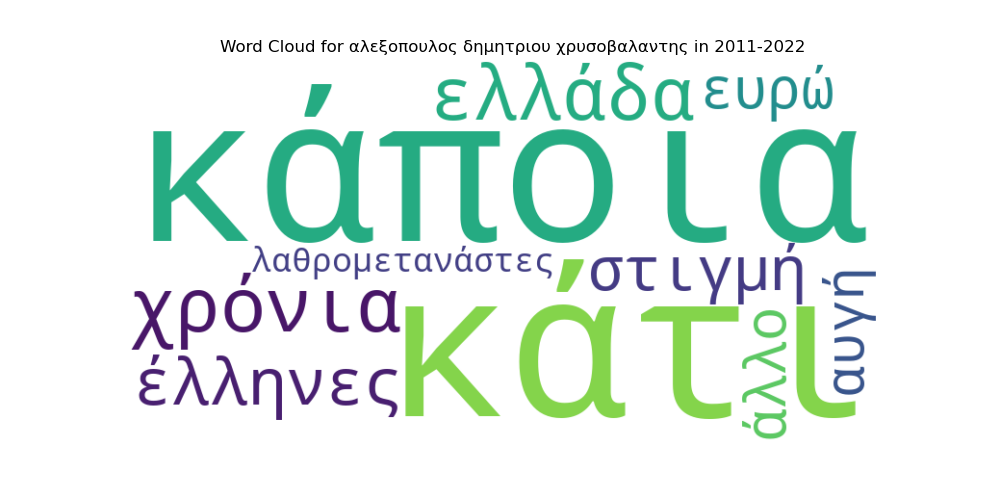 Word Cloud for αλεξοπουλος δημητριου χρυσοβαλαντης in 2011-2022
ελλάδα
ευρώ
κάποια
λαθρομετανάστες
στιγμή
χρόνια
κάτι
αυγή
έλληνες
άλλο